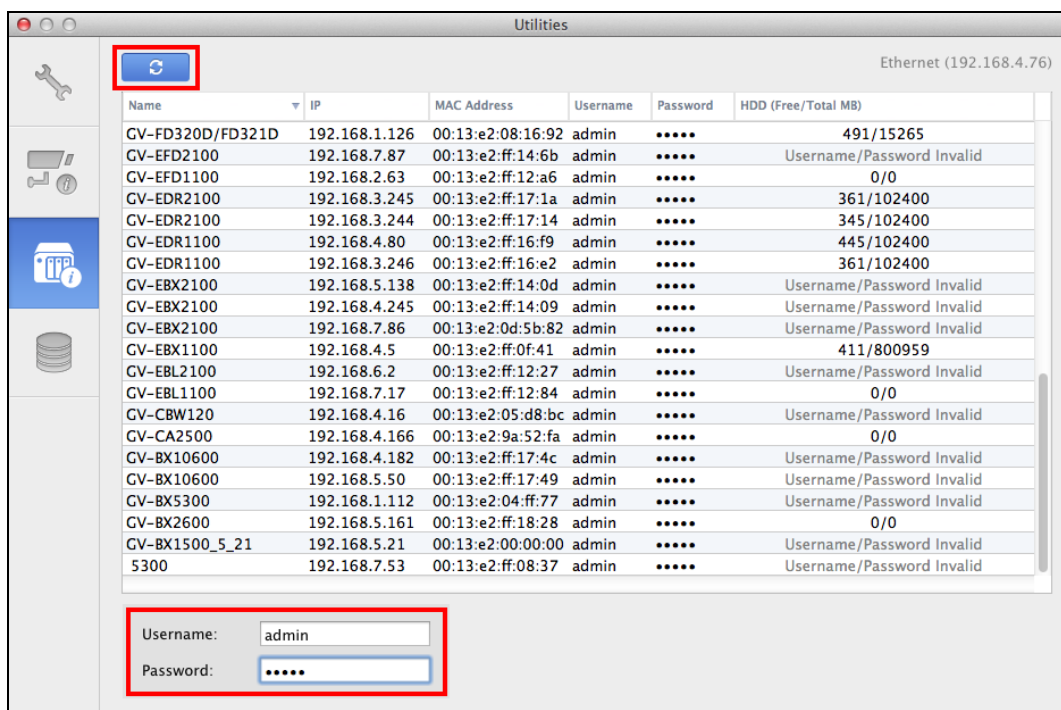 Utilities
Ethernet (192.168.4.76)
Name IP MAC Address Username Password HDD (Free/Total MB)
GV-FD320D/FD321D 192.168.1.126 00:13:e2:08:16:92 admin ••••• 491/15265
GV-EFD2100 192.168.7.87 00:13:e2:ff:14:6b admin ••••• Username/Password Invalid
GV-EFD1100 192.168.2.63 00:13:e2:ff:12:a6 admin ••••• 0/0
GV-EDR2100 192.168.3.245 00:13:e2:ff:17:1a admin ••••• 361/102400
GV-EDR2100 192.168.3.244 00:13:e2:ff:17:14 admin ••••• 345/102400
GV-EDR1100 192.168.4.80 00:13:e2:ff:16:f9 admin ••••• 445/102400
GV-EDR1100 192.168.3.246 00:13:e2:ff:16:e2 admin ••••• 361/102400
GV-EBX2100 192.168.5.138 00:13:e2:ff:14:0d admin ••••• Username/Password Invalid
GV-EBX2100 192.168.4.245 00:13:e2:ff:14:09 admin ••••• Username/Password Invalid
GV-EBX2100 192.168.7.86 00:13:e2:0d:5b:82 admin ••••• Username/Password Invalid
GV-EBX1100 192.168.4.5 00:13:e2:ff:0f:41 admin ••••• 411/800959
GV-EBL2100 192.168.6.2 00:13:e2:ff:12:27 admin ••••• Username/Password Invalid
GV-EBL1100 192.168.7.17 00:13:e2:ff:12:84 admin ••••• 0/0
GV-CBW120 192.168.4.16 00:13:e2:05:d8:bc admin ••••• Username/Password Invalid
GV-CA2500 192.168.4.166 00:13:e2:9a:52:fa admin ••••• 0/0
GV-BX10600 192.168.4.182 00:13:e2:ff:17:4c admin ••••• Username/Password Invalid
GV-BX10600 192.168.5.50 00:13:e2:ff:17:49 admin ••••• Username/Password Invalid
GV-BX5300 192.168.1.112 00:13:e2:04:ff:77 admin ••••• Username/Password Invalid
GV-BX2600 192.168.5.161 00:13:e2:ff:18:28 admin ••••• 0/0
GV-BX1500_5_21 192.168.5.21 00:13:e2:00:00:00 admin ••••• Username/Password Invalid
5300 192.168.7.53 00:13:e2:ff:08:37 admin ••••• Username/Password Invalid
Username: admin
Password: •••••